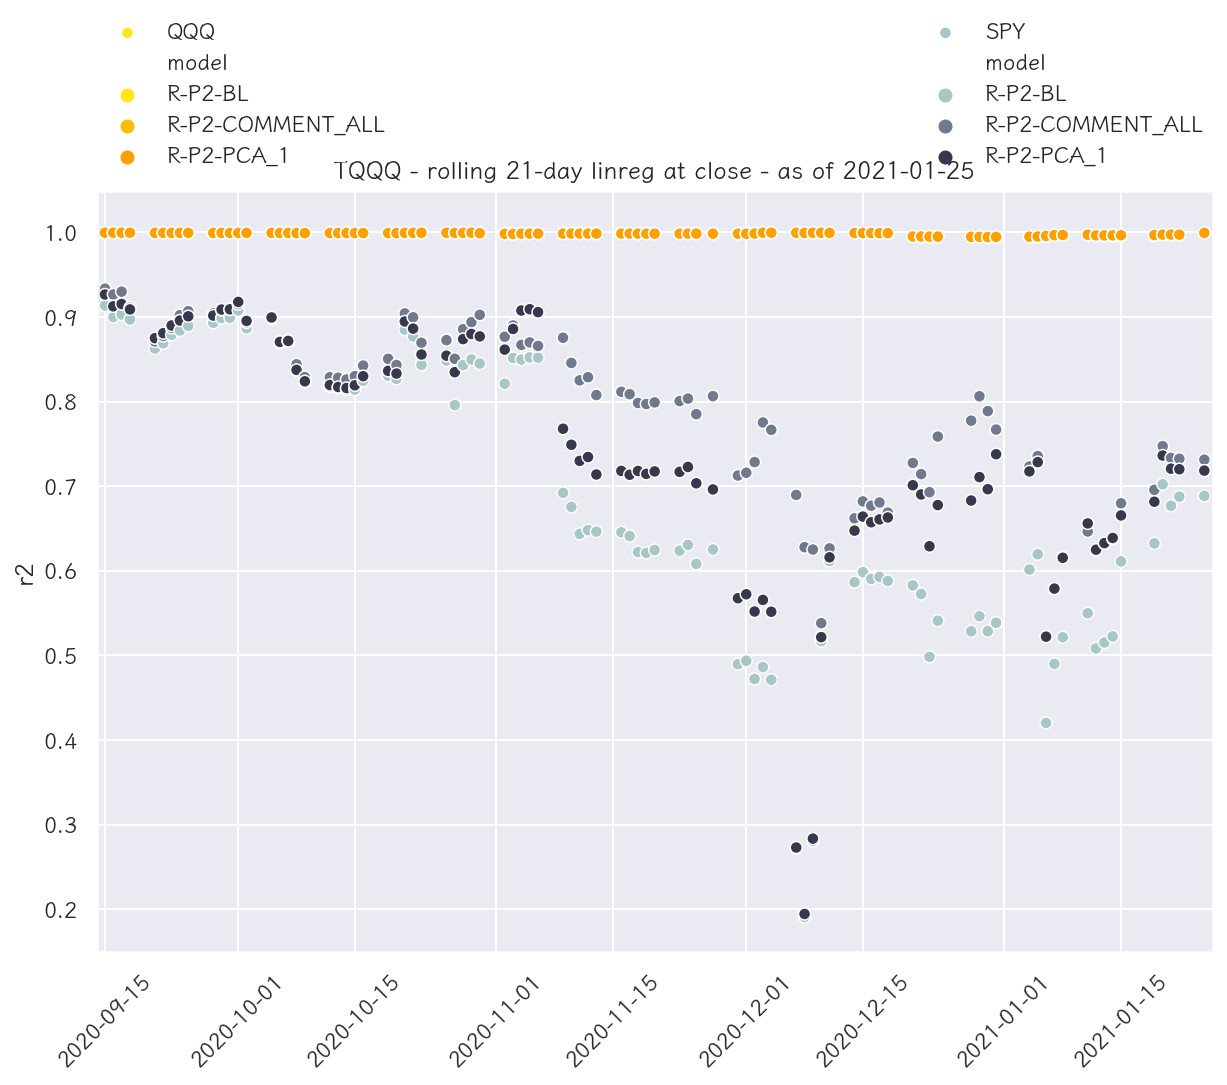 QQQ
model
R-P2-BL
R-P2-COMMENT_ALL
R-P2-PCA_1
SPY
model
R-P2-BL
R-P2-COMMENT_ALL
R-P2-PCA_1
TQQQ - rolling 21-day linreg at close - as of 2021-01-25
r2
1.0
0.9
0.8
0.7
0.6
0.5
0.4
0.3
0.2
2020-09-15
2020-10-01
2020-10-15
2020-11-01
2020-11-15
2020-12-01
2020-12-15
2021-01-01
2021-01-15